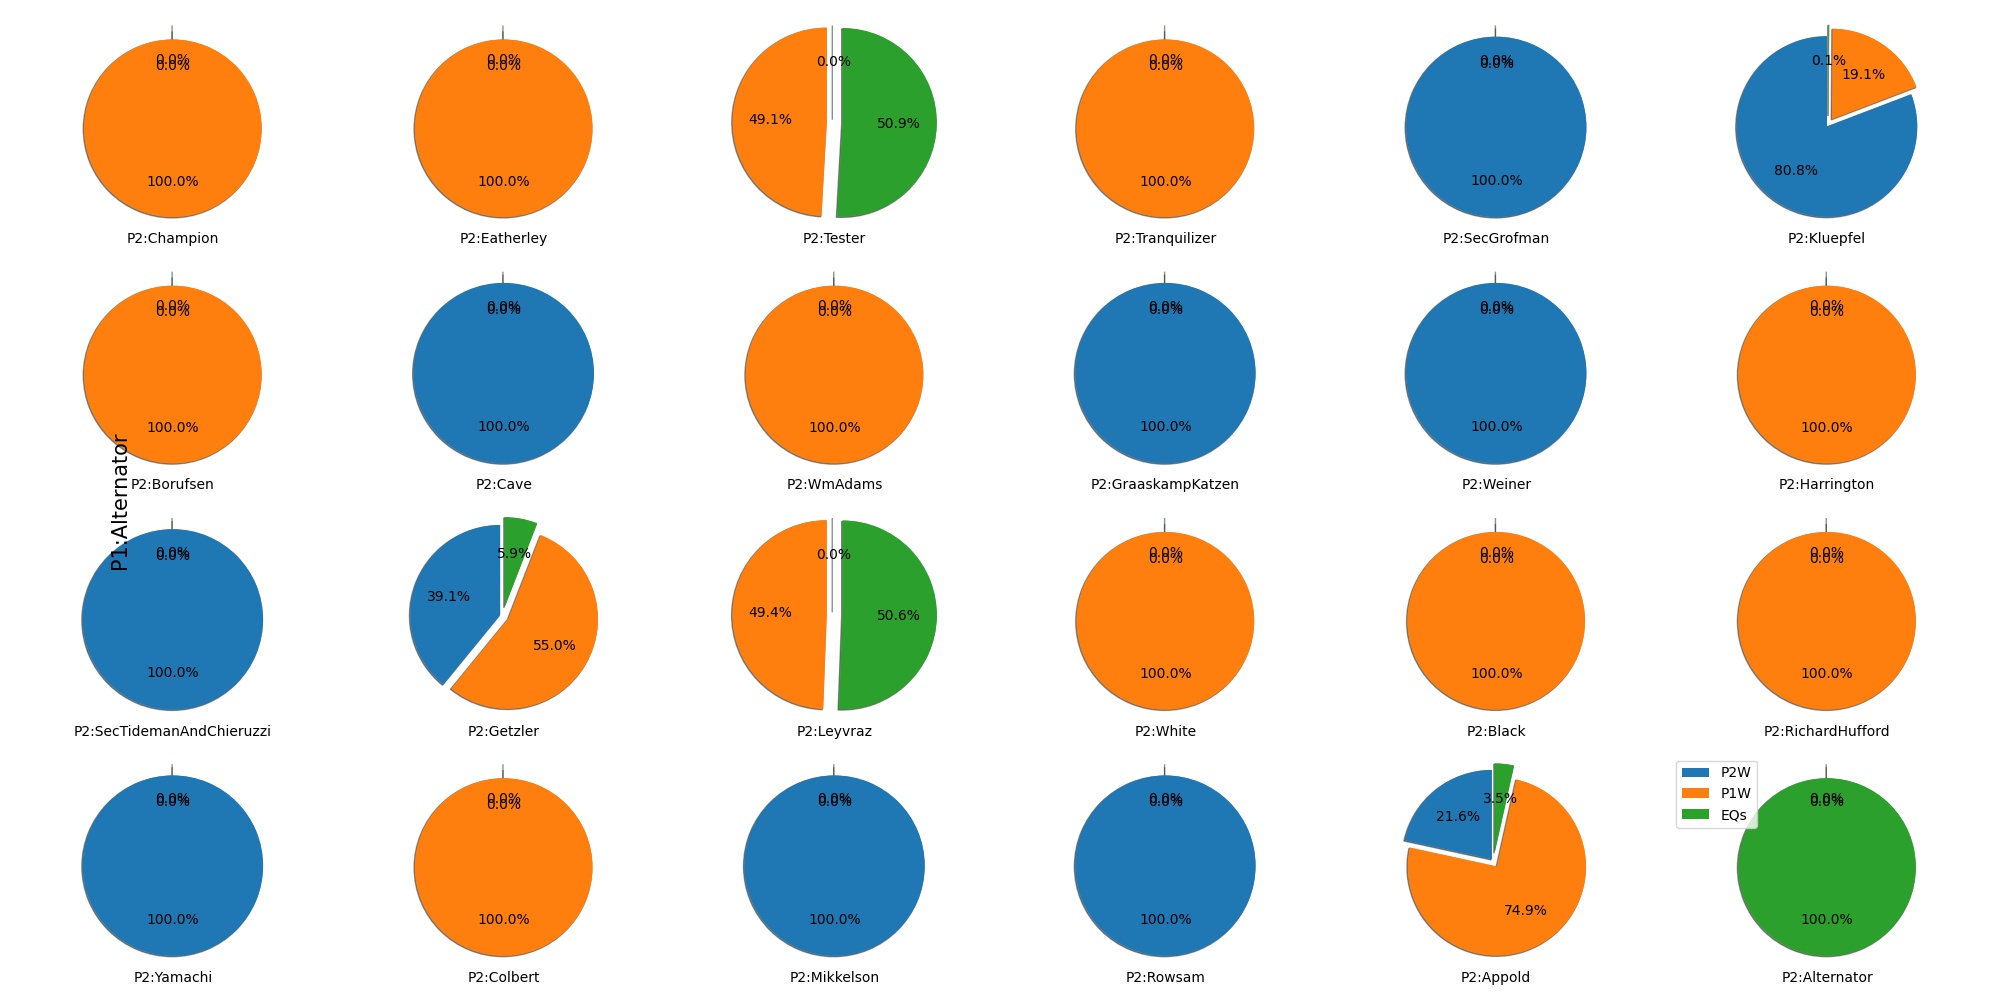 0.0%
0.0%
100.0%
P2:Champion
0.0%
0.0%
100.0%
P2:Eatherley
0.0%
49.1%
50.9%
P2:Tester
0.0%
0.0%
100.0%
P2:Tranquilizer
0.0%
0.0%
100.0%
P2:SecGrofman
0.1%
19.1%
80.8%
P2:Kluepfel
0.0%
0.0%
100.0%
P2:Borufsen
0.0%
0.0%
100.0%
P2:Cave
0.0%
0.0%
100.0%
P2:WmAdams
0.0%
0.0%
100.0%
P2:GraaskampKatzen
0.0%
0.0%
100.0%
P2:Weiner
0.0%
0.0%
100.0%
P2:Harrington
P1:Alternator
0.0%
0.0%
100.0%
P2:SecTidemanAndChieruzzi
5.9%
39.1%
55.0%
P2:Getzler
0.0%
49.4%
50.6%
P2:Leyvraz
0.0%
0.0%
100.0%
P2:White
0.0%
0.0%
100.0%
P2:Black
0.0%
0.0%
100.0%
P2:RichardHufford
0.0%
0.0%
100.0%
P2:Yamachi
0.0%
0.0%
100.0%
P2:Colbert
0.0%
0.0%
100.0%
P2:Mikkelson
0.0%
0.0%
100.0%
P2:Rowsam
3.5%
21.6%
74.9%
P2:Appold
P2W
P1W
EQs
0.0%
0.0%
100.0%
P2:Alternator